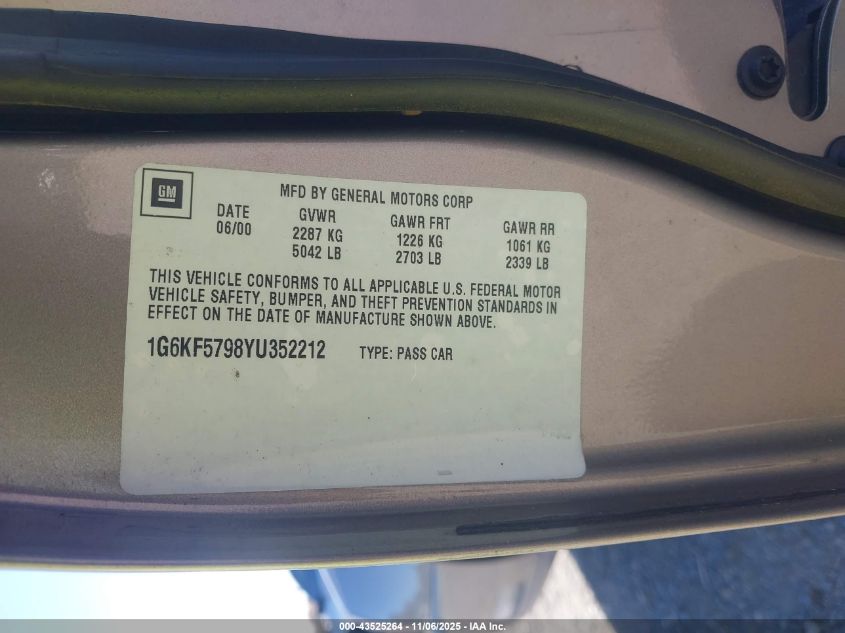 GM
MFD BY GENERAL MOTORS CORP
DATE GVWR GAWR FRT GAWR RR
06/00 2287 KG 1226 KG 1061 KG
5042 LB 2703 LB 2339 LB
THIS VEHICLE CONFORMS TO ALL APPLICABLE U.S. FEDERAL MOTOR
VEHICLE SAFETY, BUMPER, AND THEFT PREVENTION STANDARDS IN
EFFECT ON THE DATE OF MANUFACTURE SHOWN ABOVE.
1G6KF5798YU352212 TYPE: PASS CAR
000-43525264 - 11/06/2025 - IAA Inc.